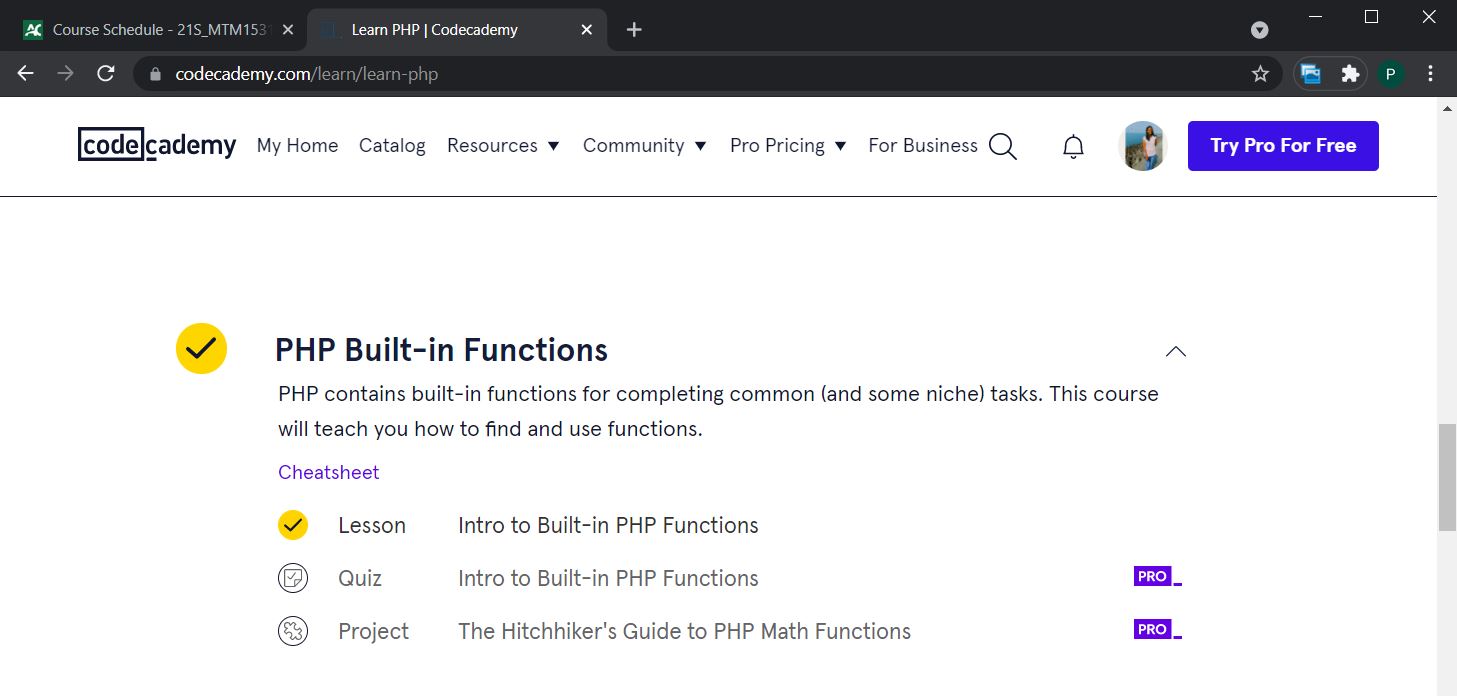 Course Schedule - 21S_MTM1531
Learn PHP | Codecademy
codecademy.com/learn/learn-php
P
codecademy My Home Catalog Resources Community Pro Pricing For Business Try Pro For Free
PHP Built-in Functions
PHP contains built-in functions for completing common (and some niche) tasks. This course
will teach you how to find and use functions.
Cheatsheet
Lesson Intro to Built-in PHP Functions
Quiz Intro to Built-in PHP Functions PRO_
Project The Hitchhiker's Guide to PHP Math Functions PRO_